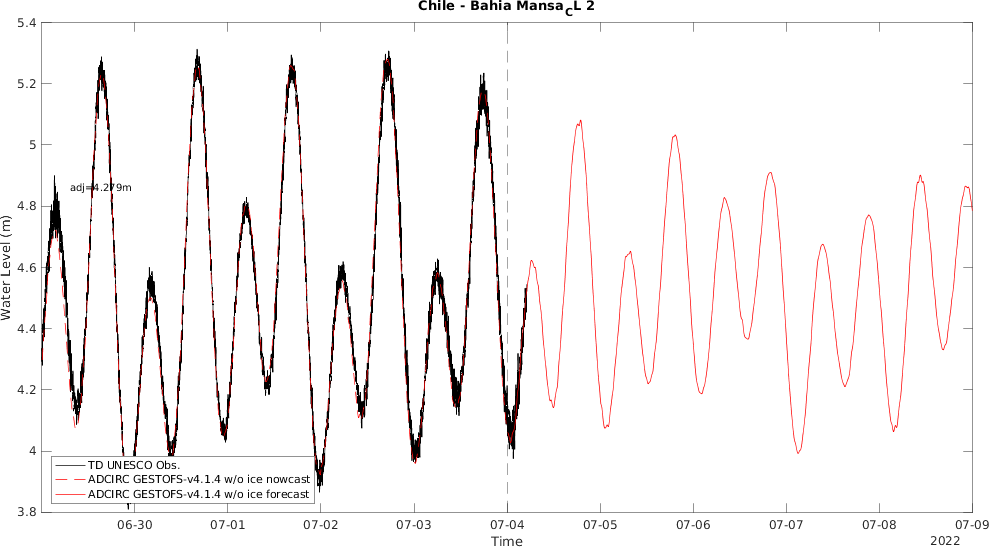 Chile - Bahia MansaCL 2
5.4
5.2
5
4.8
4.6
4.4
4.2
4
3.8
Water Level (m)
adj=4.279m
TD UNESCO Obs.
ADCIRC GESTOFS-v4.1.4 w/o ice nowcast
ADCIRC GESTOFS-v4.1.4 w/o ice forecast
06-30 07-01 07-02 07-03 07-04 07-05 07-06 07-07 07-08 07-09
Time
2022